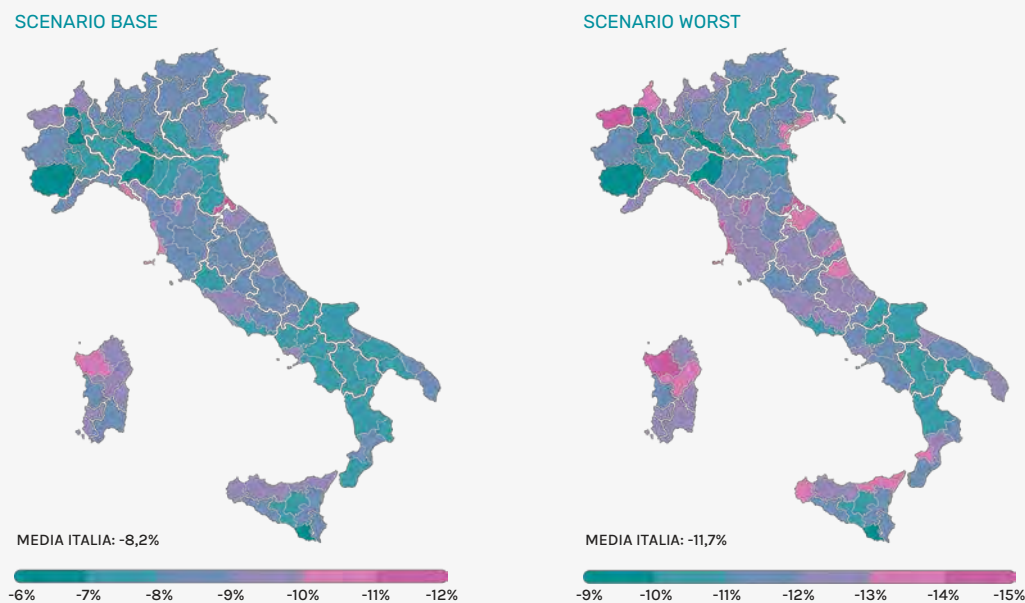 SCENARIO BASE
SCENARIO WORST
MEDIA ITALIA: -8,2%
MEDIA ITALIA: -11,7%
-6% -7% -8% -9% -10% -11% -12%
-9% -10% -11% -12% -13% -14% -15%